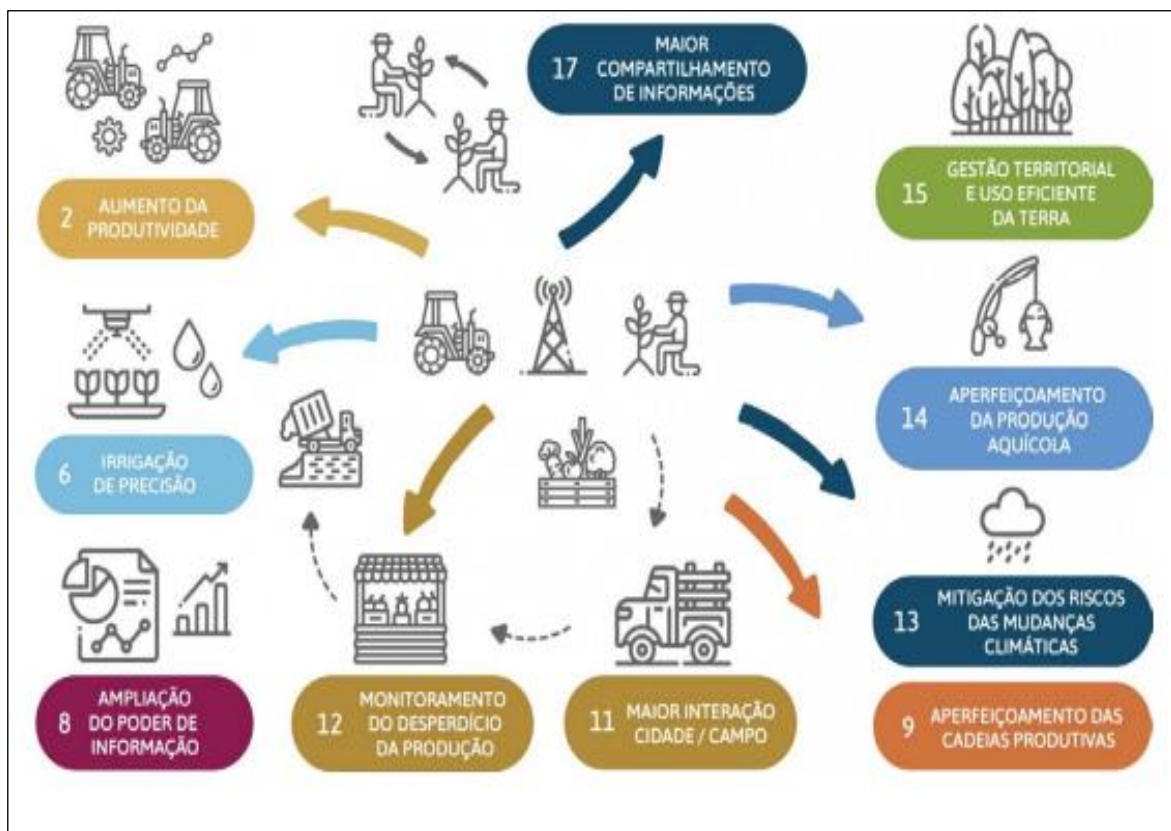 17
MAIOR
COMPARTILHAMENTO
DE INFORMAÇÕES
2
AUMENTO DA
PRODUTIVIDADE
15
GESTÃO TERRITORIAL
E USO EFICIENTE
DA TERRA
6
IRRIGAÇÃO
DE PRECISÃO
14
APERFEIÇOAMENTO
DA PRODUÇÃO
AQUÍCOLA
13
MITIGAÇÃO DOS RISCOS
DAS MUDANÇAS
CLIMÁTICAS
8
AMPLIAÇÃO
DO PODER DE
INFORMAÇÃO
12
MONITORAMENTO
DO DESPERDÍCIO
DA PRODUÇÃO
11
MAIOR INTERAÇÃO
CIDADE / CAMPO
9
APERFEIÇOAMENTO DAS
CADEIAS PRODUTIVAS